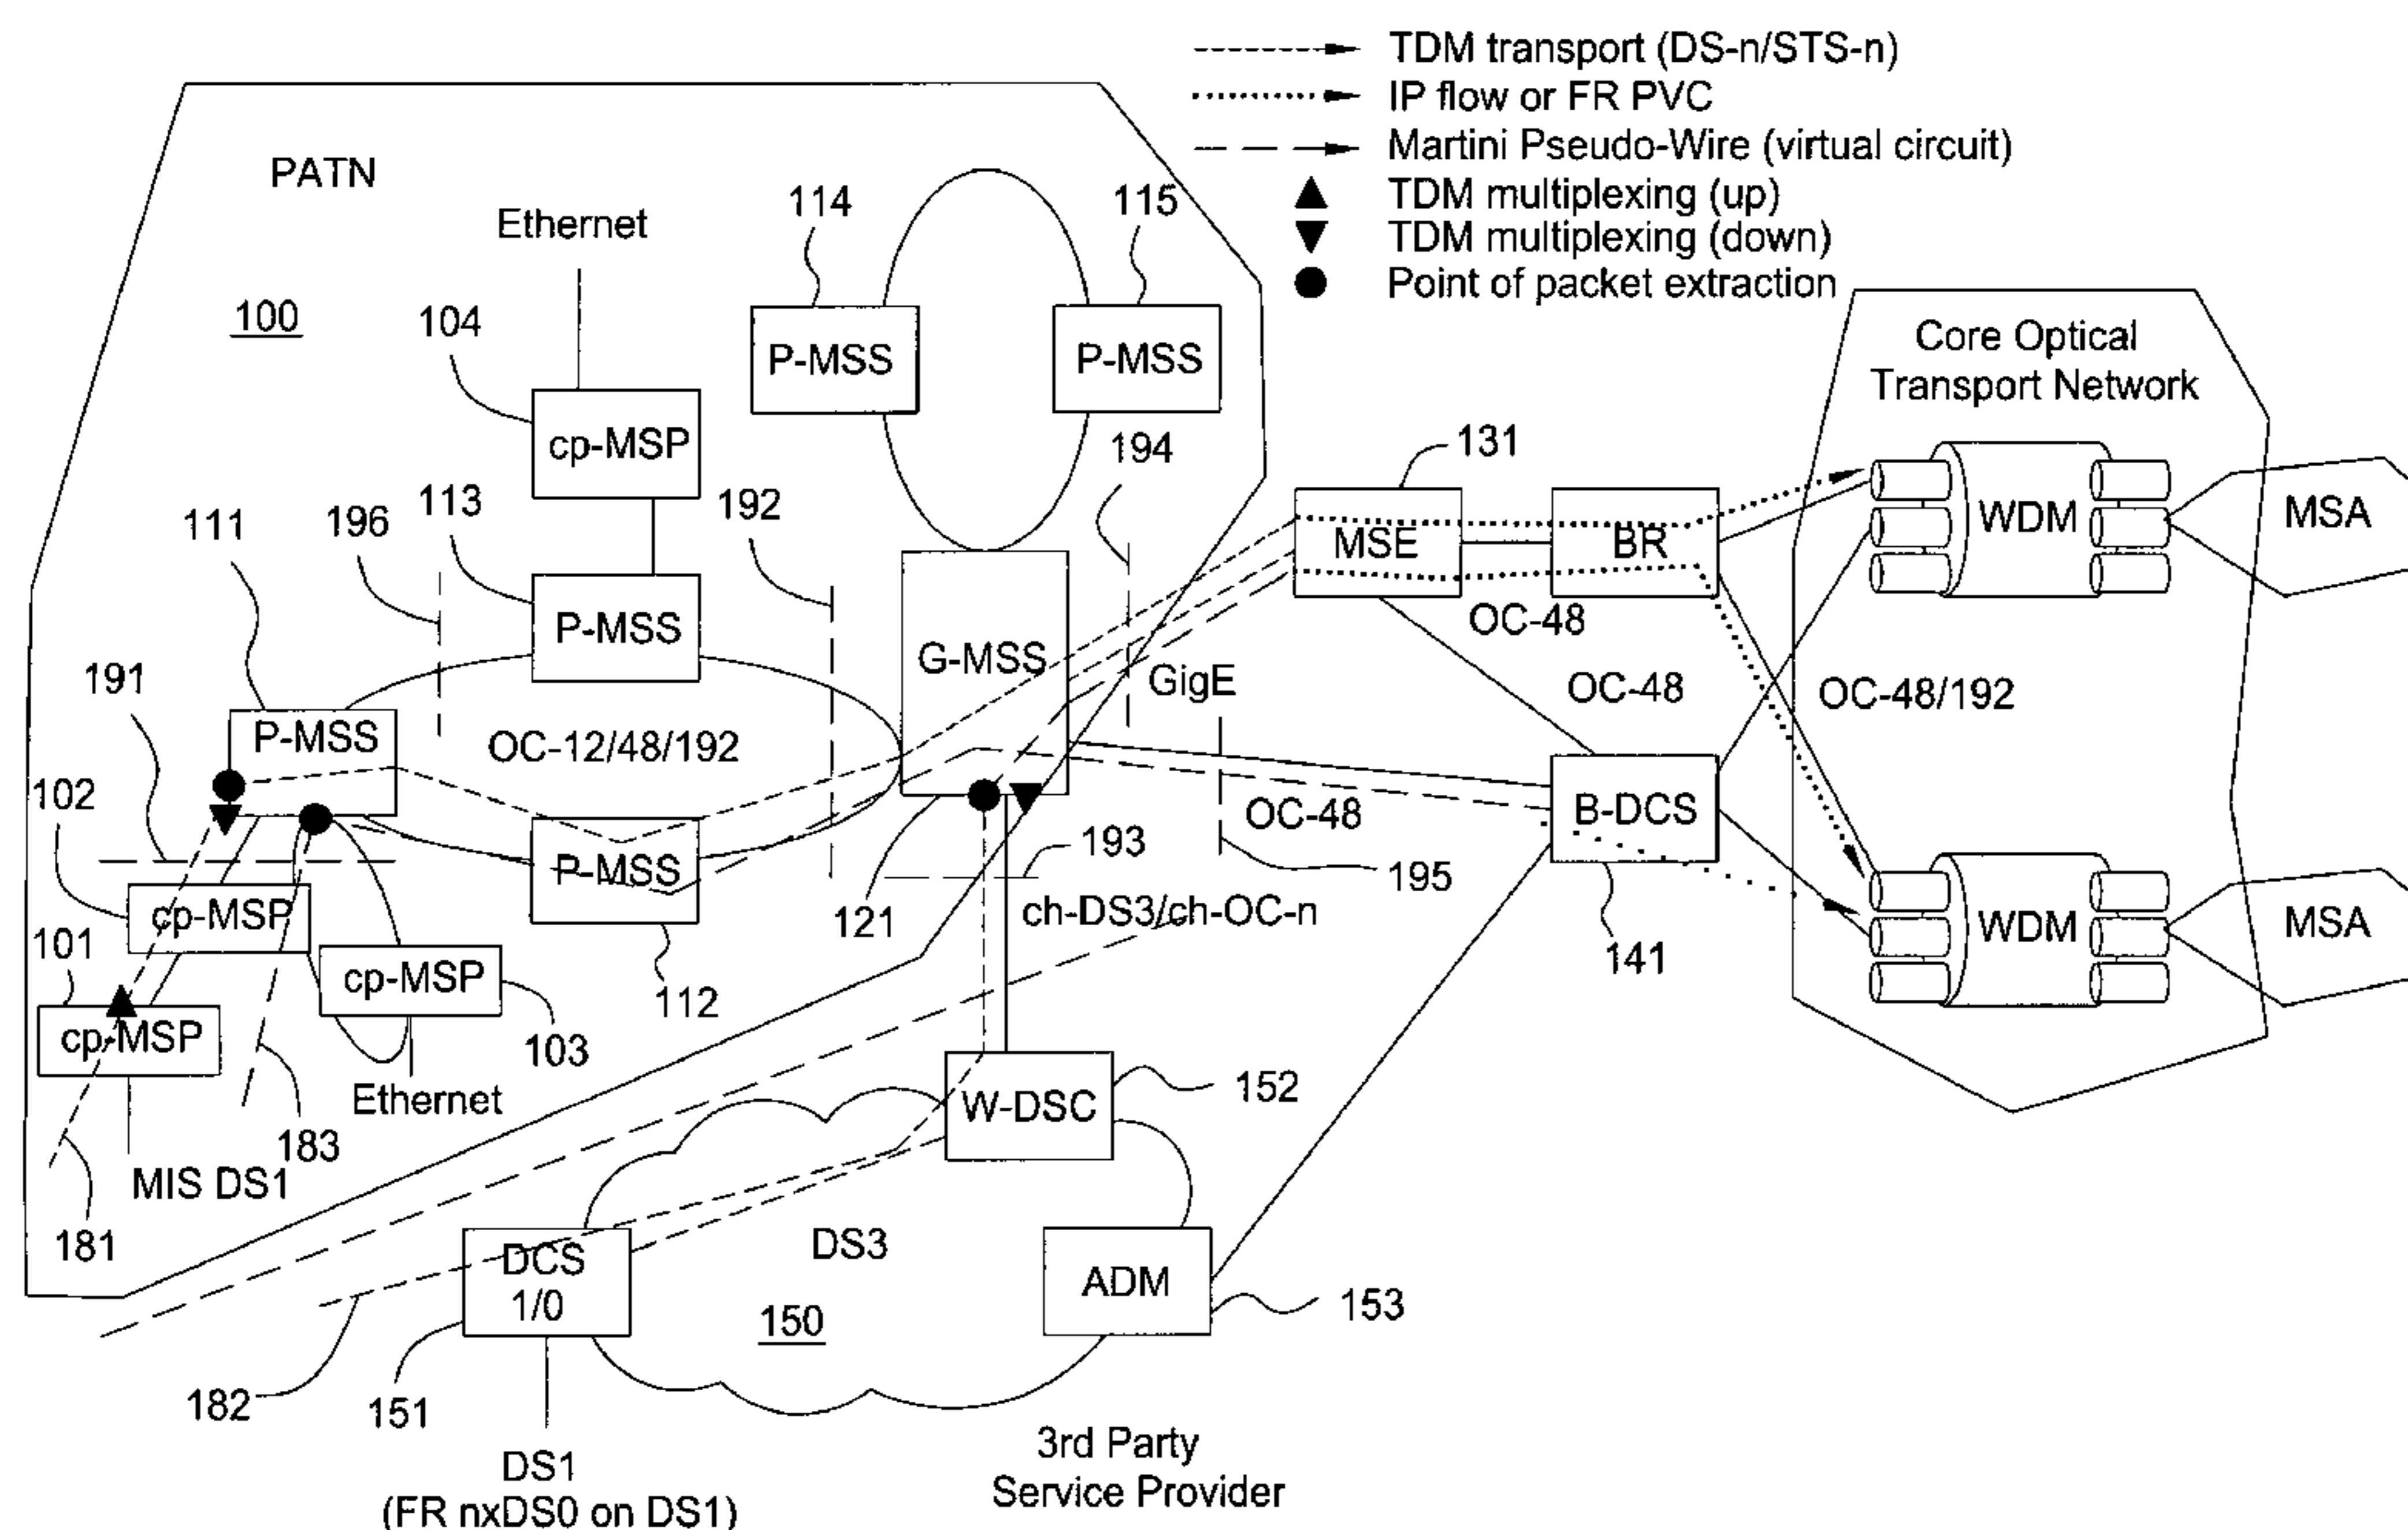 TDM transport (DS-n/STS-n)
IP flow or FR PVC
Martini Pseudo-Wire (virtual circuit)
TDM multiplexing (up)
TDM multiplexing (down)
Point of packet extraction
PATN
100
Ethernet
104
cp-MSP
114
115
P-MSS
P-MSS
Core Optical
Transport Network
131
194
192
113
196
111
MSE
BR
WDM
MSA
OC-48
P-MSS
G-MSS
GigE
OC-48
OC-48/192
191
P-MSS
OC-12/48/192
102
OC-48
B-DCS
193
195
P-MSS
cp-MSP
121
ch-DS3/ch-OC-n
141
WDM
MSA
101
cp-MSP
112
cp-MSP
103
Ethernet
183
MIS DS1
181
W-DSC
152
DCS
1/0
DS3
ADM
153
150
182
151
DS1
(FR nxDS0 on DS1)
3rd Party
Service Provider